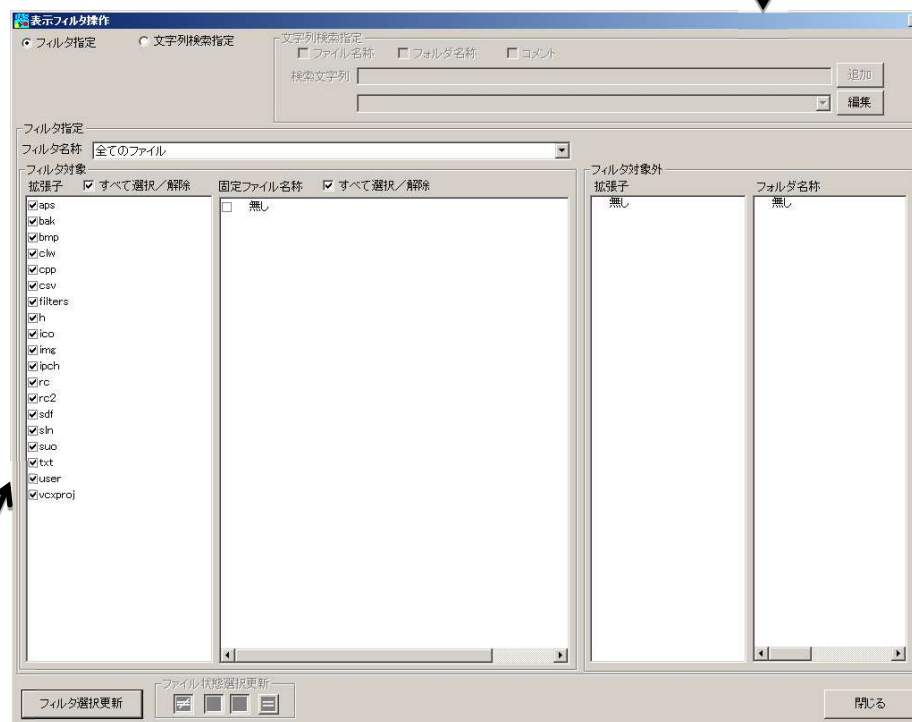 表示フィルタ操作
フィルタ指定
文字列検索指定
文字列検索指定
ファイル名称
フォルダ名称
コメント
検索文字列
追加
編集
フィルタ指定
フィルタ名称
全てのファイル
フィルタ対象
拡張子
すべて選択／解除
固定ファイル名称
すべて選択／解除
aps
bak
bmp
clw
cpp
csv
filters
h
ico
img
ipch
rc
rc2
sdf
sln
suo
txt
user
vcxproj
無し
フィルタ対象外
拡張子
フォルダ名称
無し
無し
フィルタ選択更新
ファイル状態選択更新
閉じる